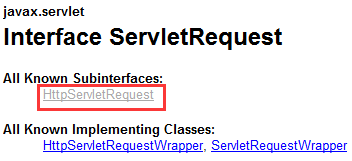 javax.servlet
Interface ServletRequest
All Known Subinterfaces:
HttpServletRequest
All Known Implementing Classes:
HttpServletRequestWrapper, ServletRequestWrapper